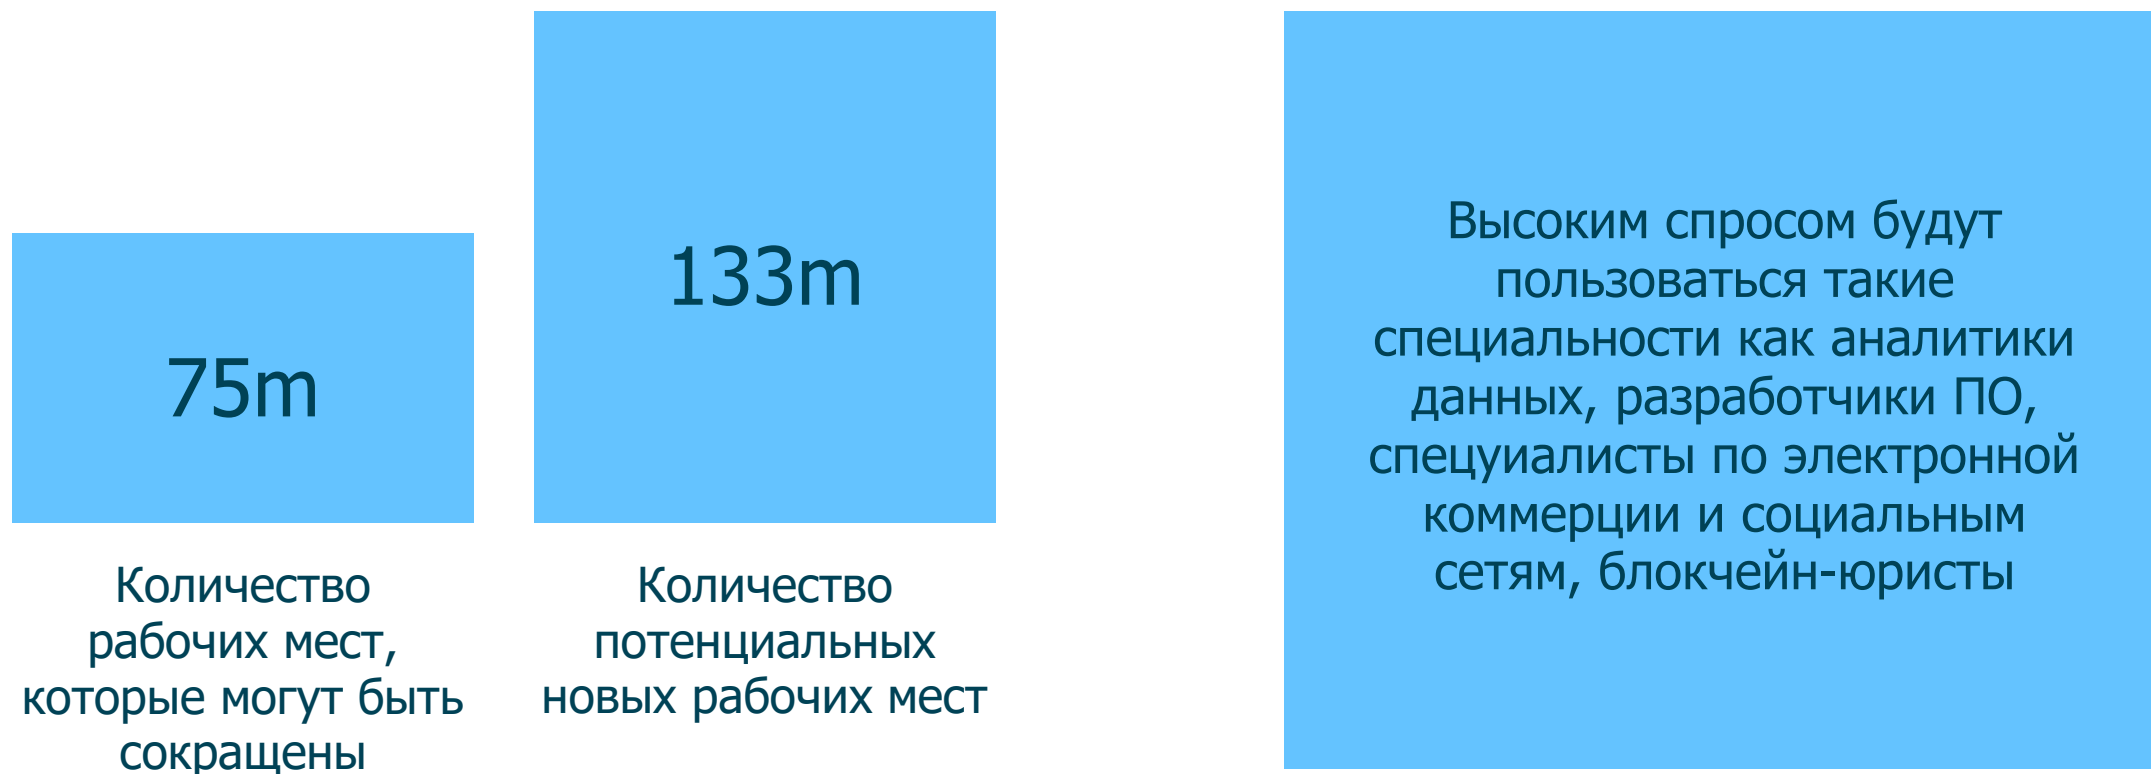 75m
Количество
рабочих мест,
которые могут быть
сокращены
133m
Количество
потенциальных
новых рабочих мест
Высоким спросом будут
пользоваться такие
специальности как аналитики
данных, разработчики ПО,
спецуиалисты по электронной
коммерции и социальным
сетям, блокчейн-юристы